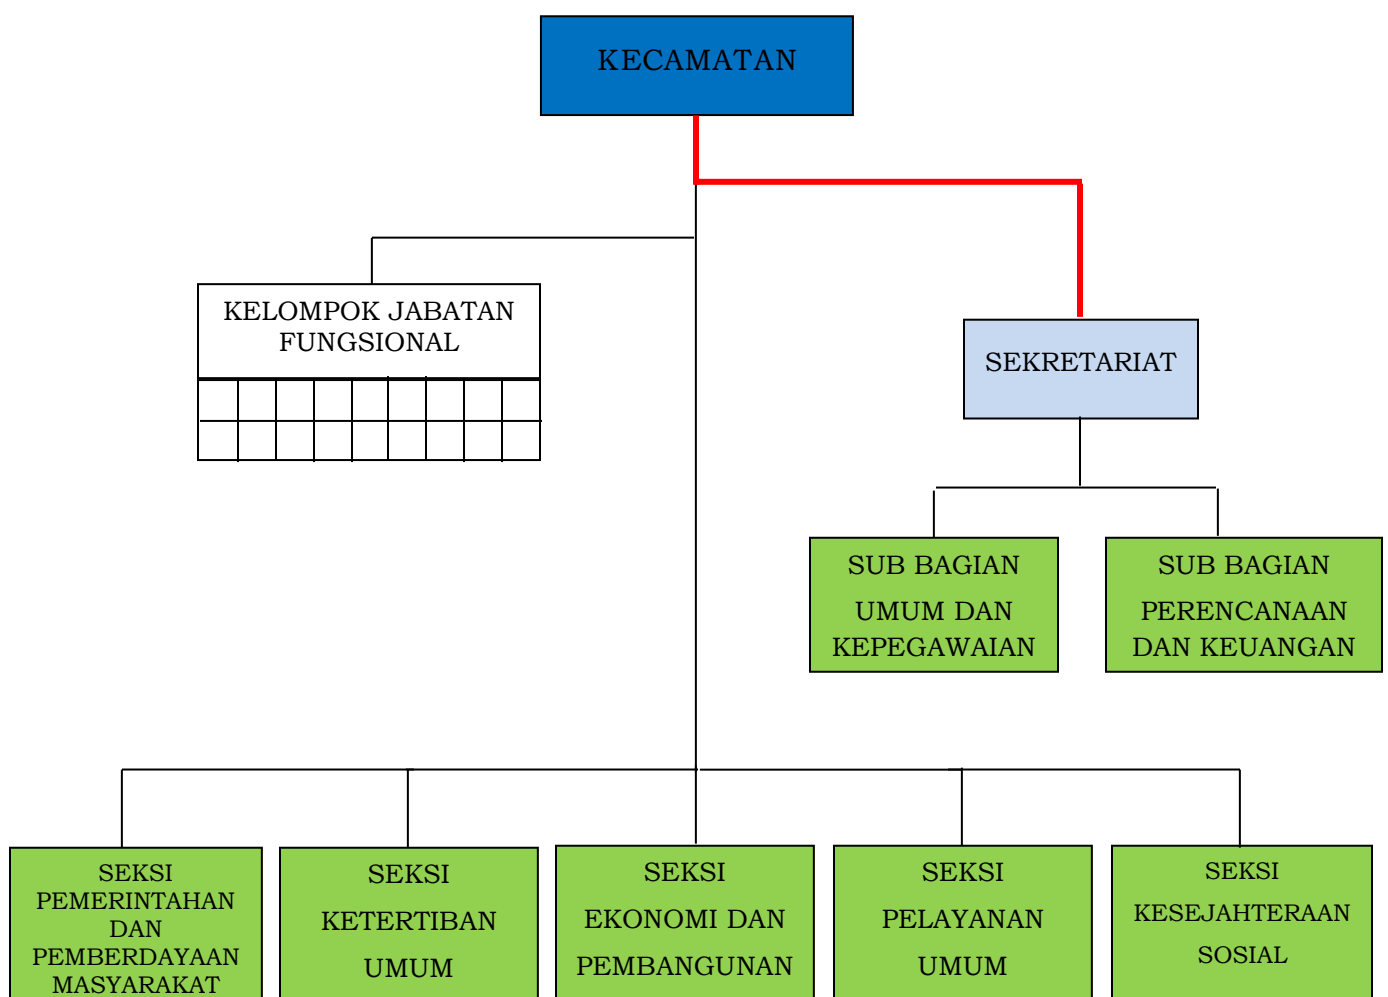 KECAMATAN
KELOMPOK JABATAN
FUNGSIONAL
SEKRETARIAT
SUB BAGIAN
UMUM DAN
KEPEGAWAIAN
SUB BAGIAN
PERENCANAAN
DAN KEUANGAN
SEKSI
PEMERINTAHAN
DAN
PEMBERDAYAAN
MASYARAKAT
SEKSI
KETERTIBAN
UMUM
SEKSI
EKONOMI DAN
PEMBANGUNAN
SEKSI
PELAYANAN
UMUM
SEKSI
KESEJAHTERAAN
SOSIAL